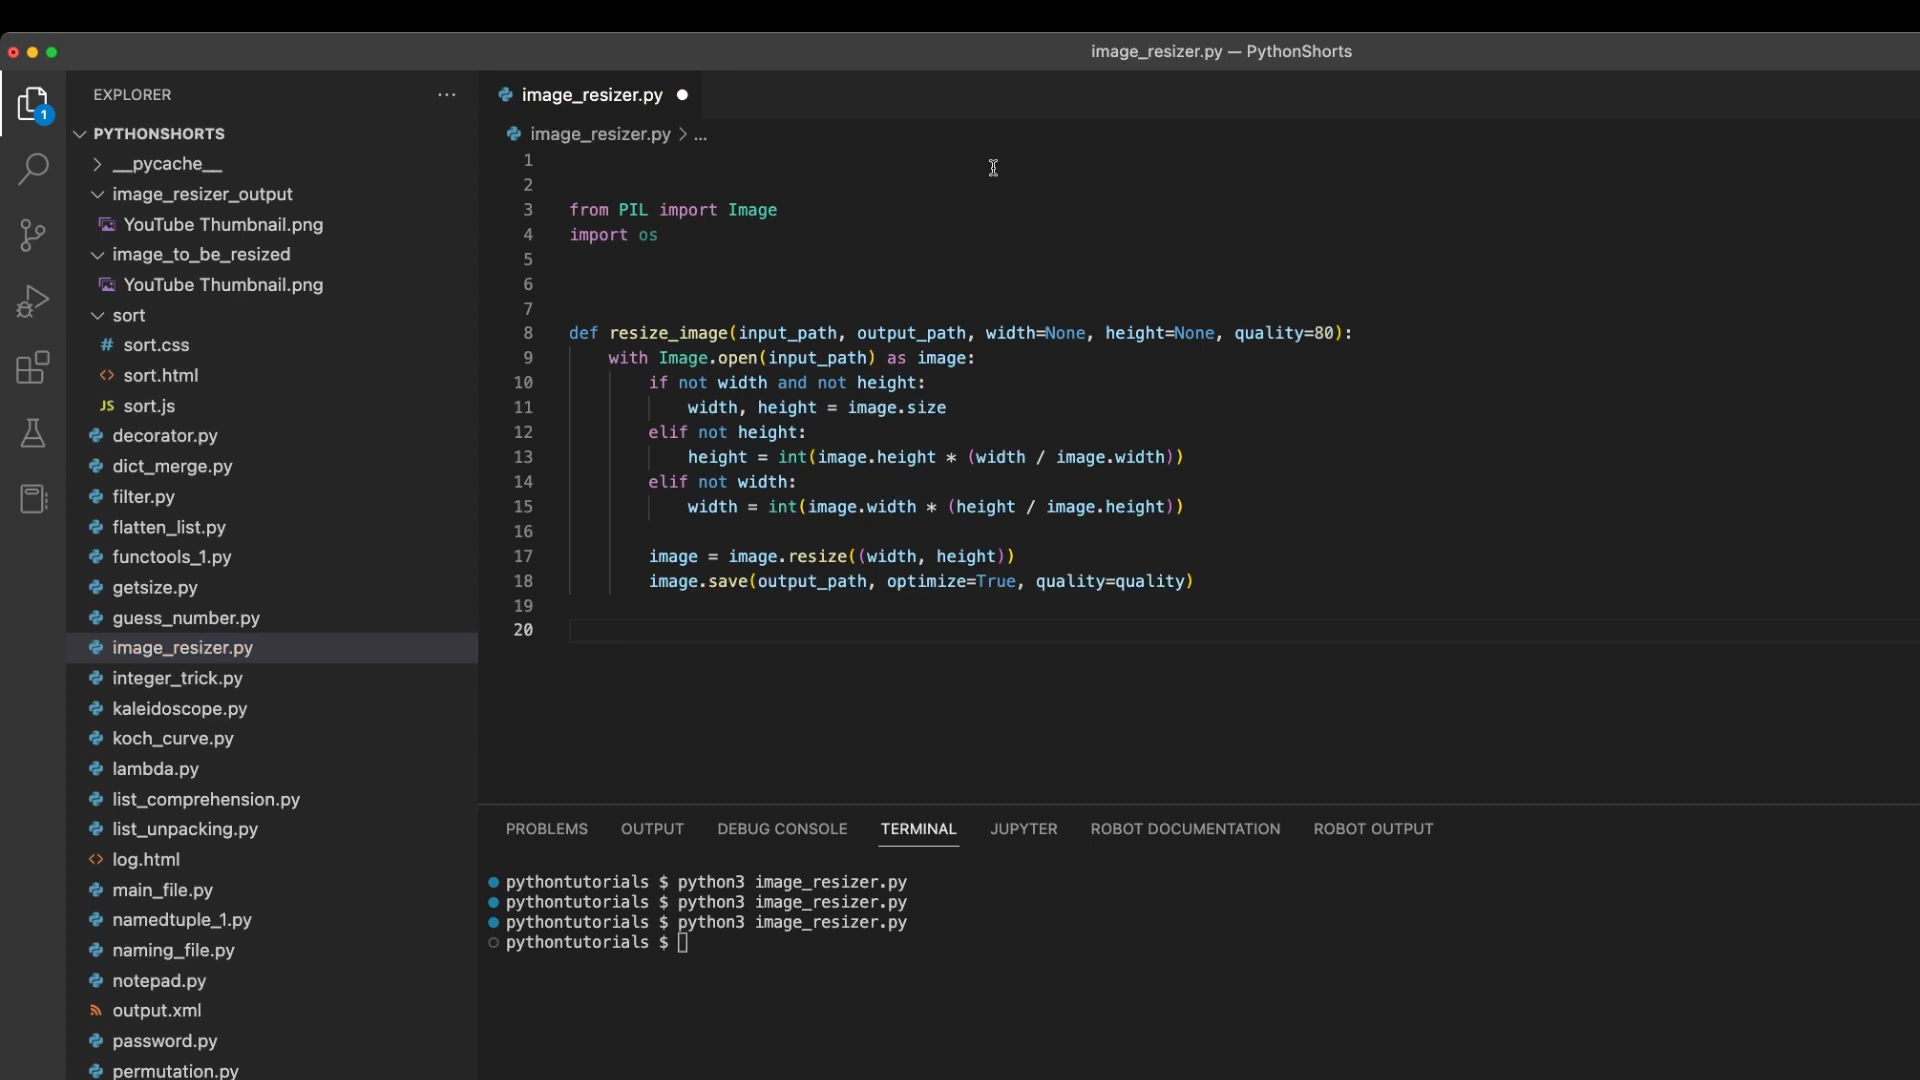 image_resizer.py — PythonShorts
1
EXPLORER
PYTHONSHORTS
__pycache__
image_resizer_output
YouTube Thumbnail.png
image_to_be_resized
YouTube Thumbnail.png
sort
# sort.css
<> sort.html
JS sort.js
decorator.py
dict_merge.py
filter.py
flatten_list.py
functools_1.py
getsize.py
guess_number.py
image_resizer.py
integer_trick.py
kaleidoscope.py
koch_curve.py
lambda.py
list_comprehension.py
list_unpacking.py
<> log.html
main_file.py
namedtuple_1.py
naming_file.py
notepad.py
output.xml
password.py
permutation.py
image_resizer.py
image_resizer.py > ...
1
2
3 from PIL import Image
4 import os
5
6
7
8 def resize_image(input_path, output_path, width=None, height=None, quality=80):
9 with Image.open(input_path) as image:
10 if not width and not height:
11 width, height = image.size
12 elif not height:
13 height = int(image.height * (width / image.width))
14 elif not width:
15 width = int(image.width * (height / image.height))
16
17 image = image.resize((width, height))
18 image.save(output_path, optimize=True, quality=quality)
19
20
PROBLEMS OUTPUT DEBUG CONSOLE TERMINAL JUPYTER ROBOT DOCUMENTATION ROBOT OUTPUT
pythontutorials $ python3 image_resizer.py
pythontutorials $ python3 image_resizer.py
pythontutorials $ python3 image_resizer.py
pythontutorials $